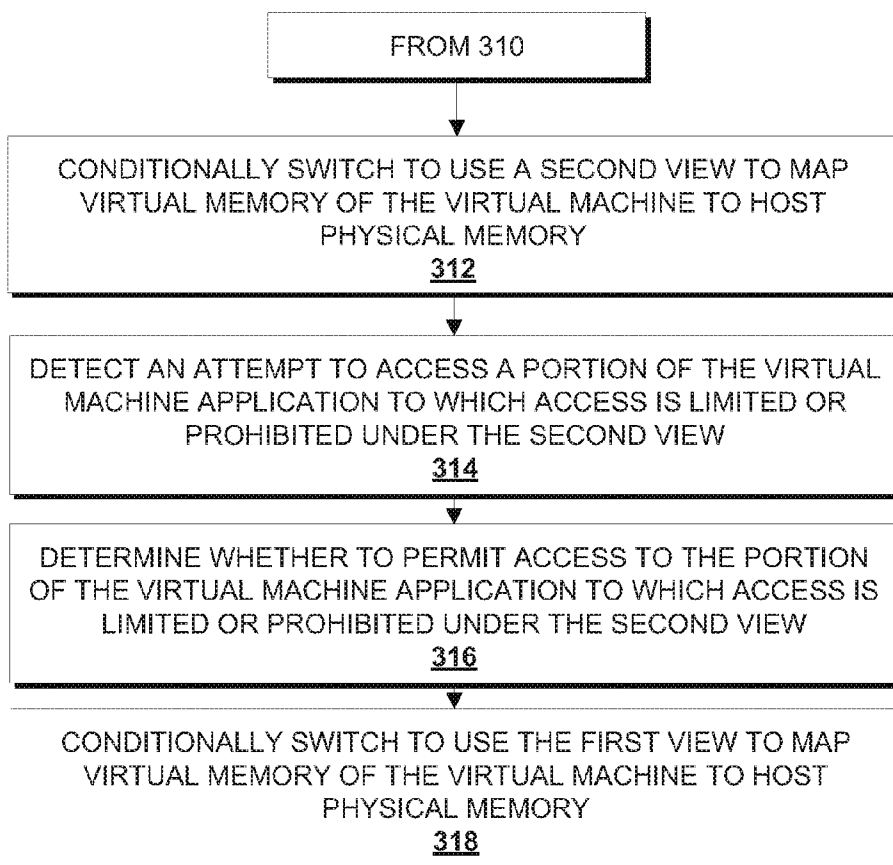 FROM 310
CONDITIONALLY SWITCH TO USE A SECOND VIEW TO MAP
VIRTUAL MEMORY OF THE VIRTUAL MACHINE TO HOST
PHYSICAL MEMORY
312
DETECT AN ATTEMPT TO ACCESS A PORTION OF THE VIRTUAL
MACHINE APPLICATION TO WHICH ACCESS IS LIMITED OR
PROHIBITED UNDER THE SECOND VIEW
314
DETERMINE WHETHER TO PERMIT ACCESS TO THE PORTION
OF THE VIRTUAL MACHINE APPLICATION TO WHICH ACCESS IS
LIMITED OR PROHIBITED UNDER THE SECOND VIEW
316
CONDITIONALLY SWITCH TO USE THE FIRST VIEW TO MAP
VIRTUAL MEMORY OF THE VIRTUAL MACHINE TO HOST
PHYSICAL MEMORY
318